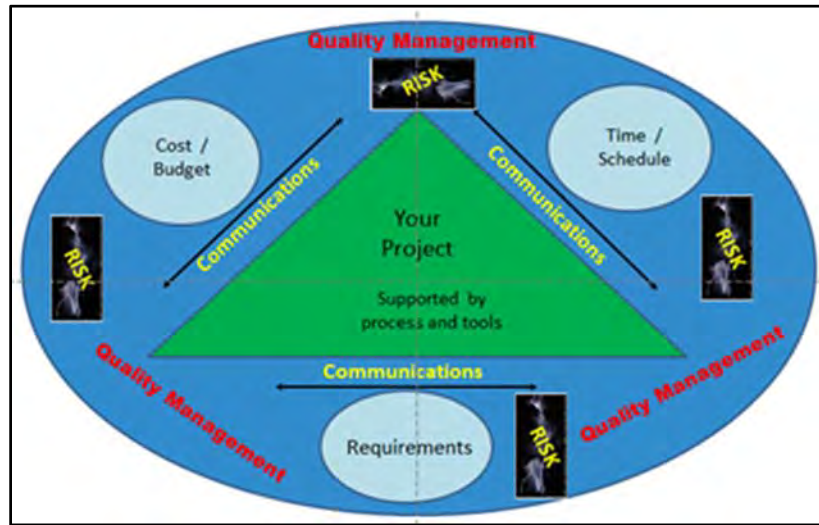 Quality Management
RISK
Cost /
Budget
Time /
Schedule
Communications
Communications
RISK
RISK
Your
Project
Supported by
process and tools
Communications
Quality Management
Quality Management
Requirements
RISK